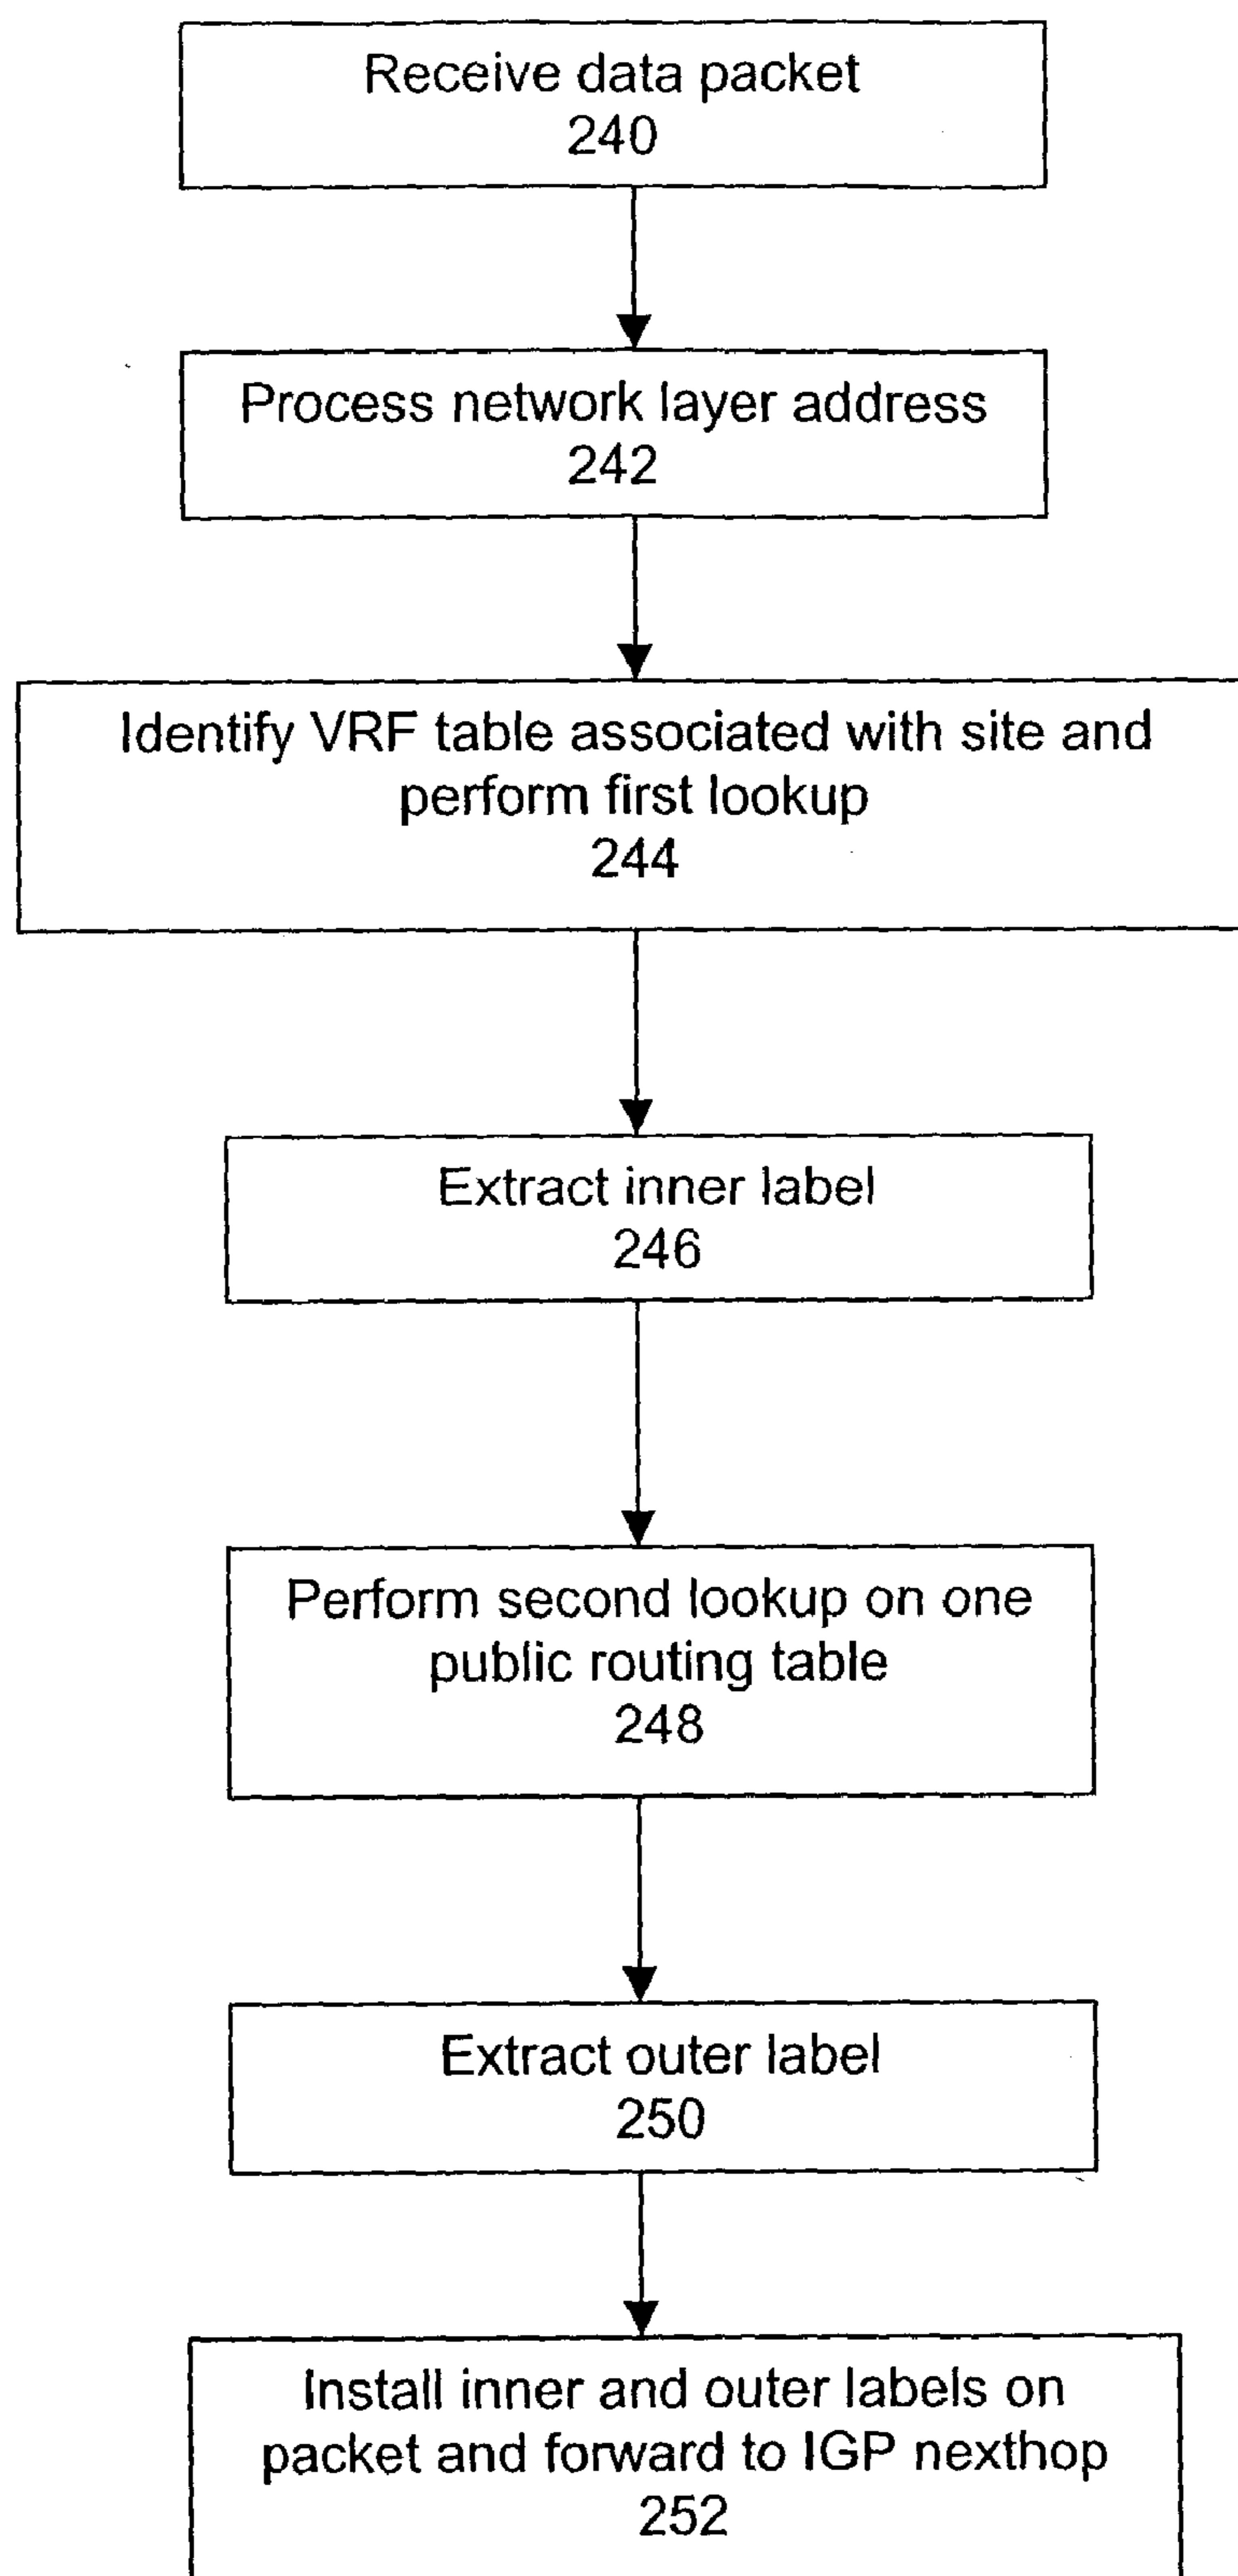 Receive data packet
240
Process network layer address
242
Identify VRF table associated with site and
perform first lookup
244
Extract inner label
246
Perform second lookup on one
public routing table
248
Extract outer label
250
Install inner and outer labels on
packet and forward to IGP nexthop
252